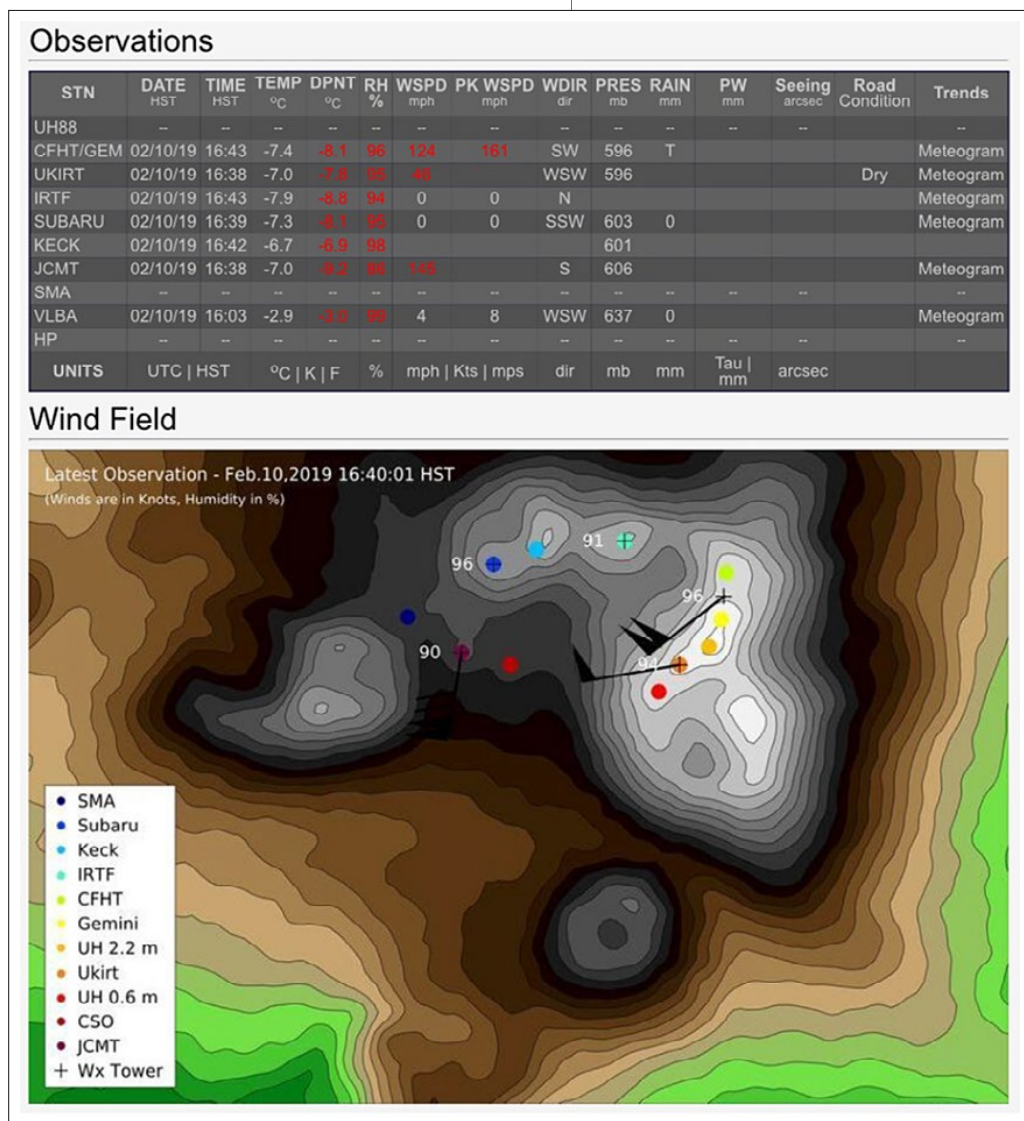 Observations
STN DATE TIME TEMP DPNT RH WSPD PK WSPD WDIR PRES RAIN PW Seeing Road Trends
HST HST ºC ºC % mph mph dir mb mm mm arcsec Condition
UH88 -- -- -- -- -- -- -- -- -- -- -- -- --
CFHT/GEM 02/10/19 16:43 -7.4 -8.1 96 124 161 SW 596 T Meteogram
UKIRT 02/10/19 16:38 -7.0 -7.8 95 46 WSW 596 Dry Meteogram
IRTF 02/10/19 16:43 -7.9 -8.8 94 0 0 N Meteogram
SUBARU 02/10/19 16:39 -7.3 -8.1 95 0 0 SSW 603 0 Meteogram
KECK 02/10/19 16:42 -6.7 -6.9 98 601
JCMT 02/10/19 16:38 -7.0 145 S 606 Meteogram
SMA -- -- -- -- -- -- -- -- -- -- -- -- --
VLBA 02/10/19 16:03 -2.9 -3.0 99 4 8 WSW 637 0 Meteogram
HP -- -- -- -- -- -- -- -- -- -- -- -- --
UNITS UTC | HST ºC | K | F % mph | Kts | mps dir mb mm Tau | mm arcsec
Wind Field
Latest Observation - Feb.10,2019 16:40:01 HST
(Winds are in Knots, Humidity in %)
91
96
96
90
94
SMA
Subaru
Keck
IRTF
CFHT
Gemini
UH 2.2 m
Ukirt
UH 0.6 m
CSO
JCMT
Wx Tower